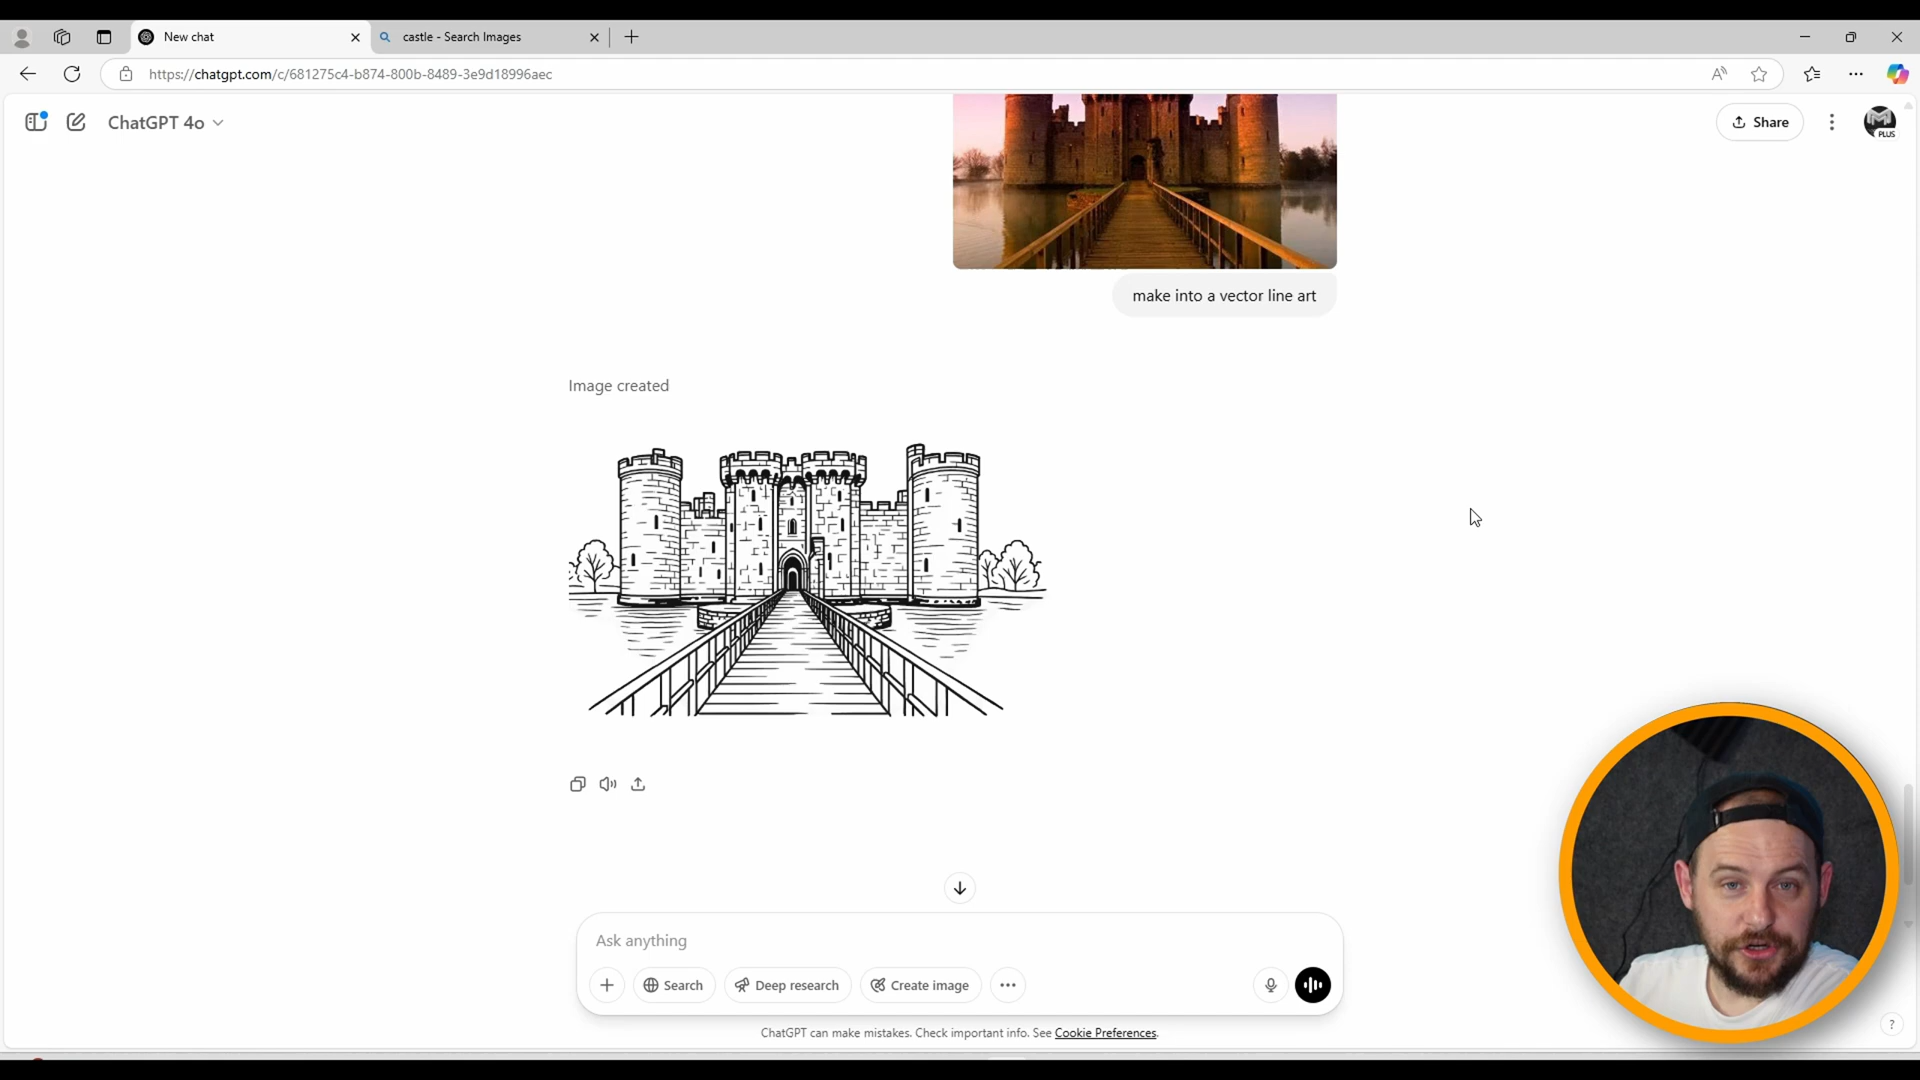 New chat
castle - Search Images
https://chatgpt.com/c/681275c4-b874-800b-8489-3e9d18996aec
ChatGPT 4o
Share
PLUS
make into a vector line art
Image created
Ask anything
Search
Deep research
Create image
ChatGPT can make mistakes. Check important info. See Cookie Preferences.
?